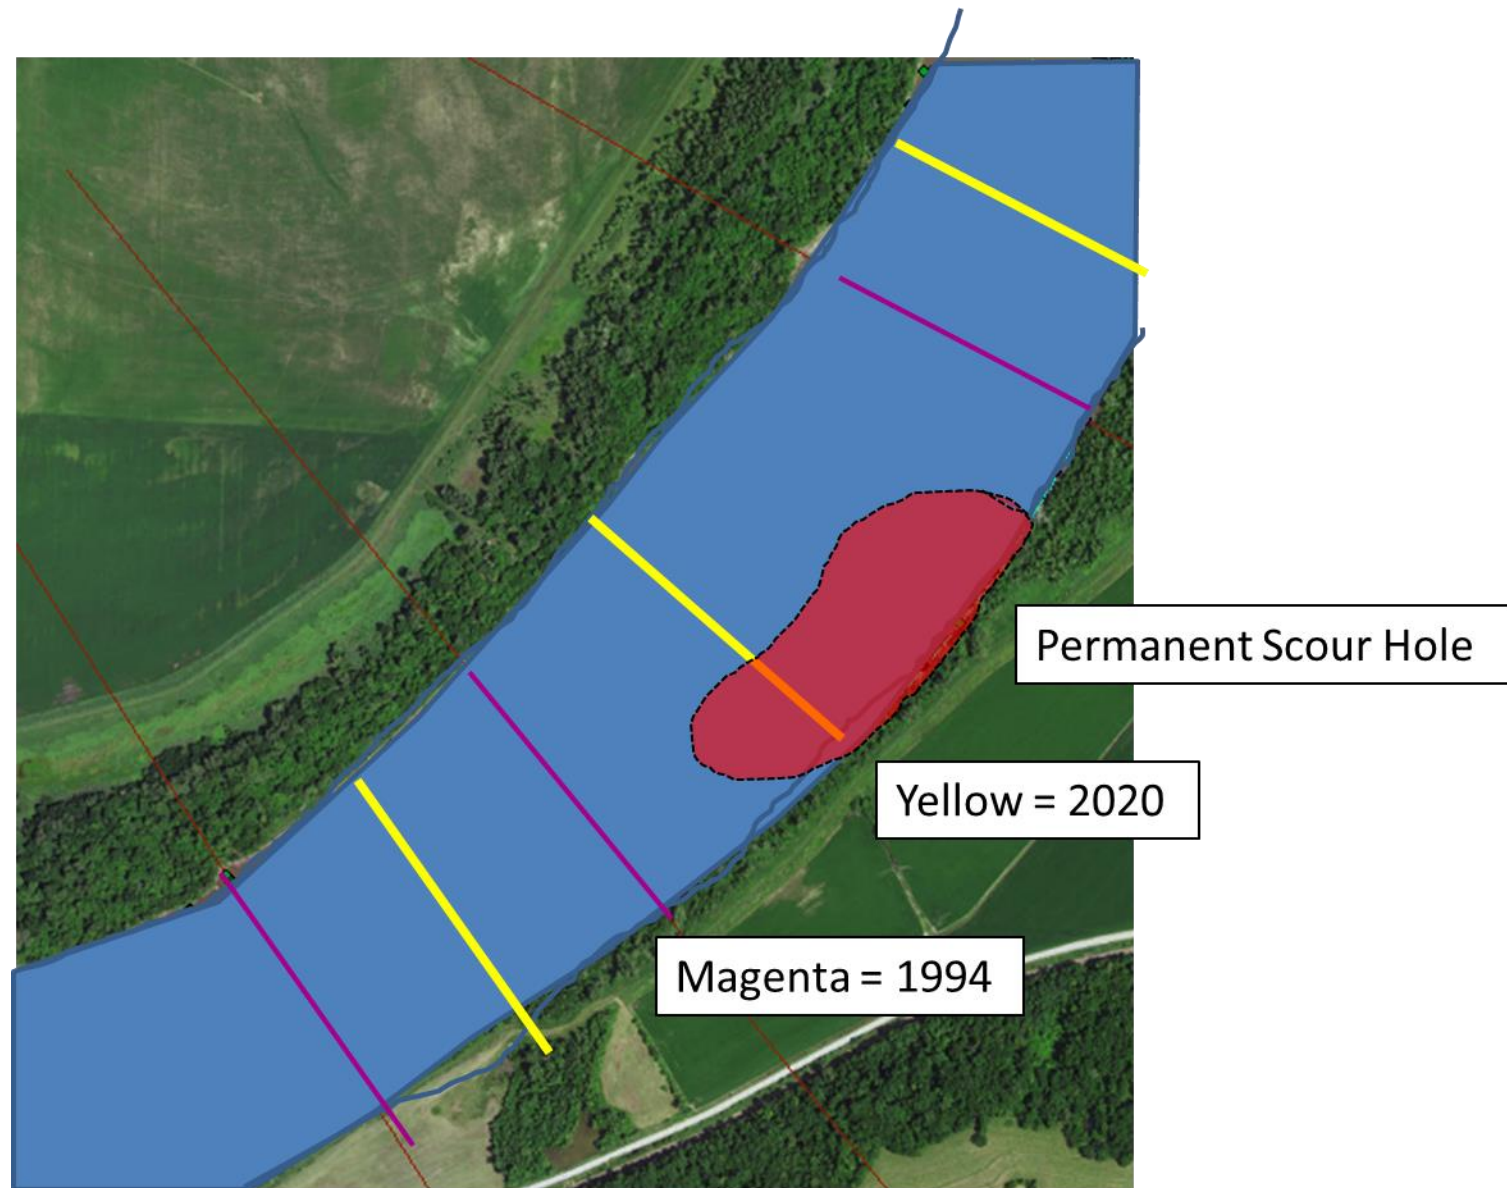 Permanent Scour Hole
Yellow = 2020
Magenta = 1994